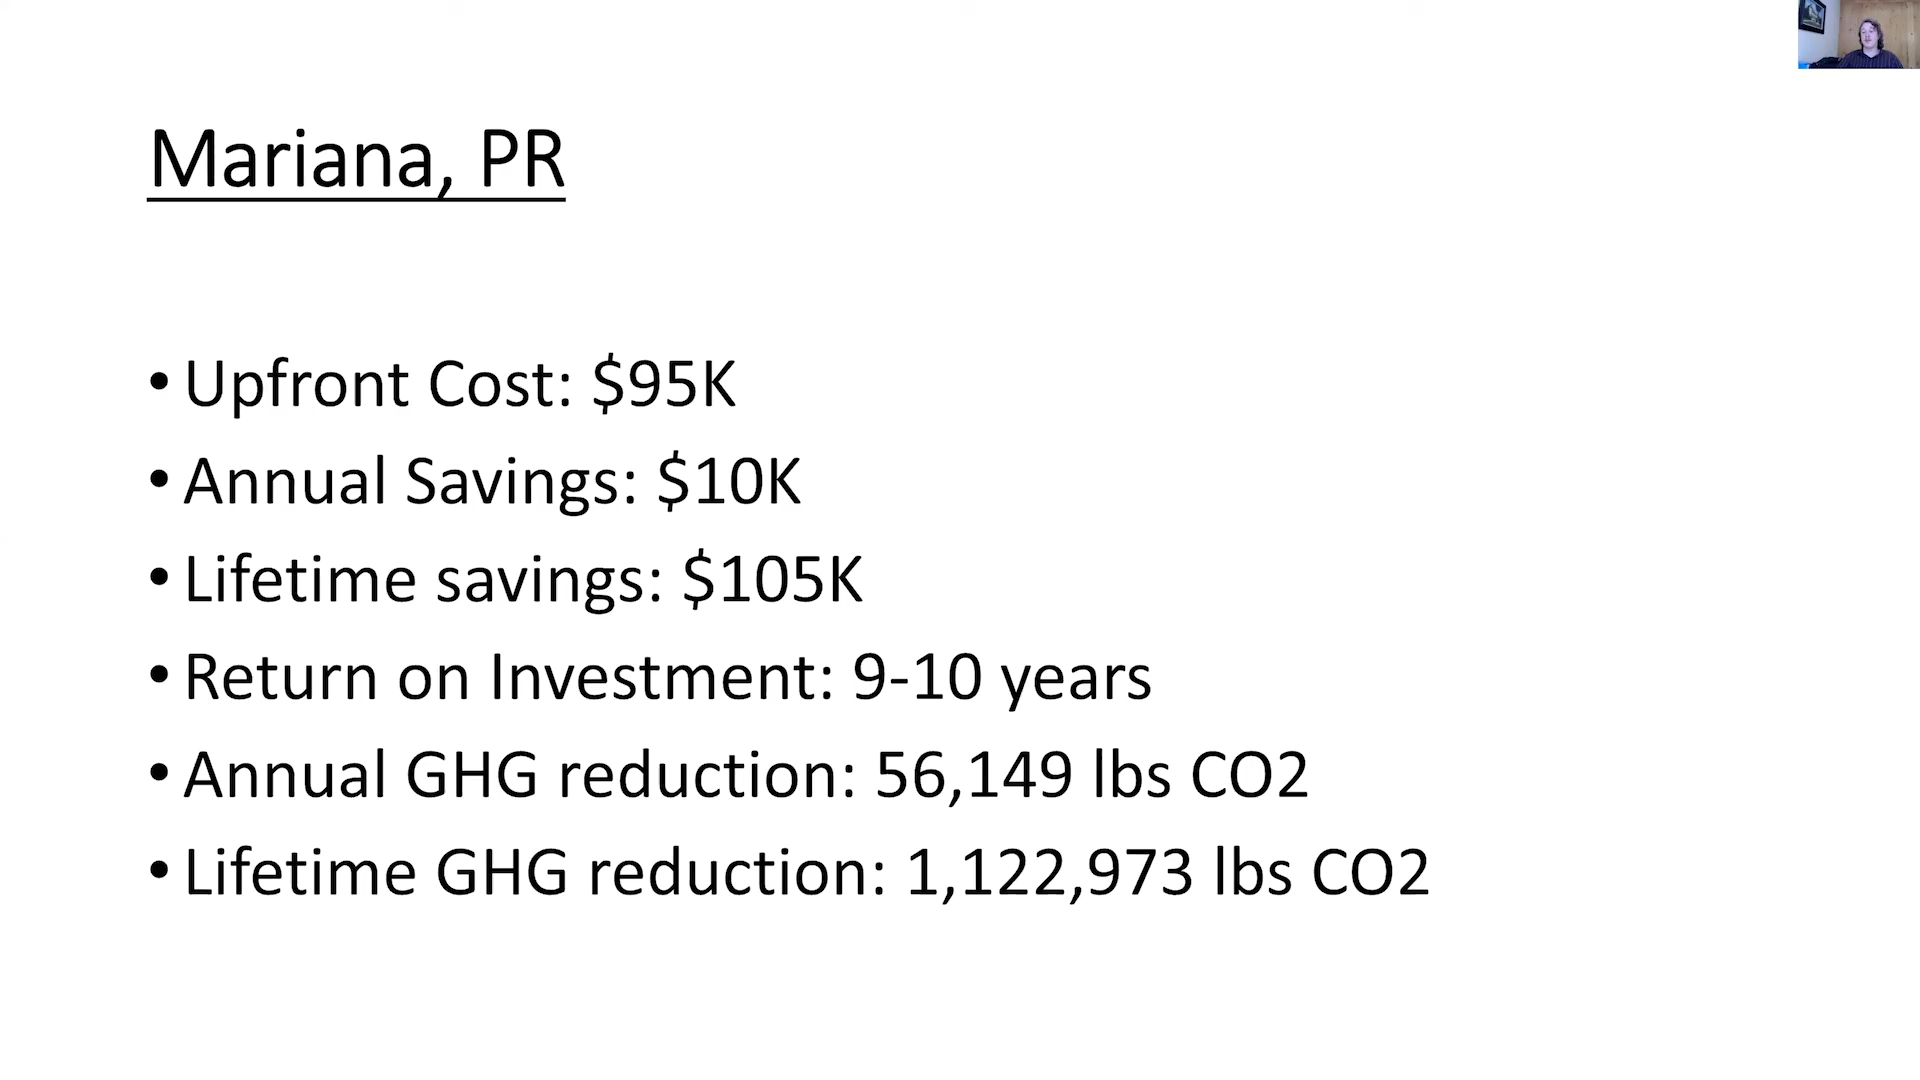 Mariana, PR
• Upfront Cost: $95K
• Annual Savings: $10K
• Lifetime savings: $105K
• Return on Investment: 9-10 years
• Annual GHG reduction: 56,149 lbs CO2
• Lifetime GHG reduction: 1,122,973 lbs CO2